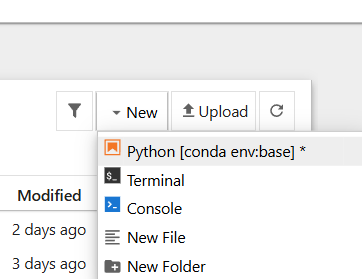 New
Upload
Python [conda env:base] *
$_ Terminal
Modified
Console
2 days ago
New File
3 days ago
New Folder